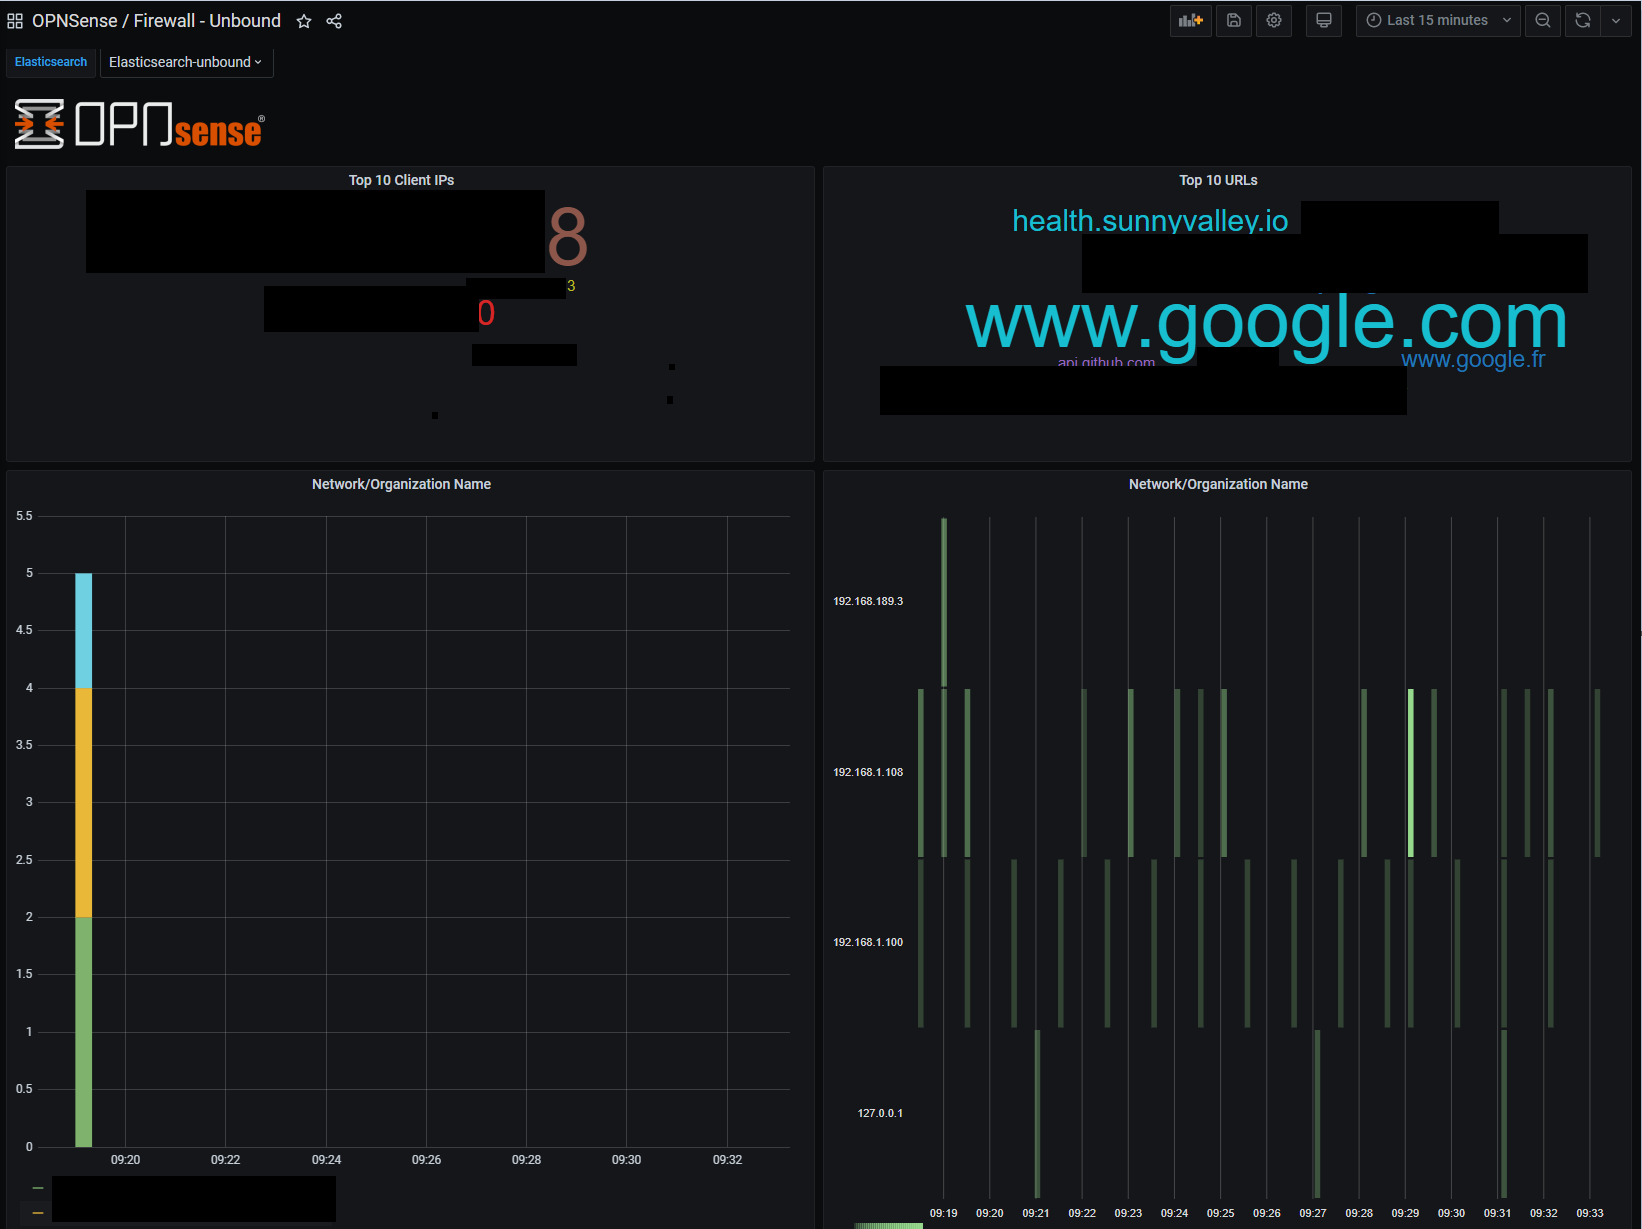 OPNSense / Firewall - Unbound
Last 15 minutes
Elasticsearch
Elasticsearch-unbound
OPNsense®
Top 10 Client IPs
8
3
0
Top 10 URLs
health.sunnyvalley.io
www.google.com
api.github.com
www.google.fr
Network/Organization Name
5.5
5
4.5
4
3.5
3
2.5
2
1.5
1
0.5
0
09:20 09:22 09:24 09:26 09:28 09:30 09:32
Network/Organization Name
192.168.189.3
192.168.1.108
192.168.1.100
127.0.0.1
09:19 09:20 09:21 09:22 09:23 09:24 09:25 09:26 09:27 09:28 09:29 09:30 09:31 09:32 09:33